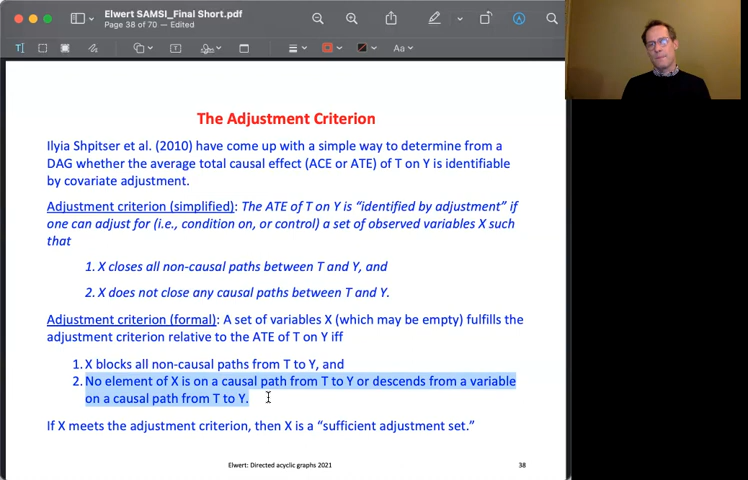 Elwert SAMSI_Final Short.pdf
Page 38 of 70 — Edited
Aa
The Adjustment Criterion
Ilyia Shpitser et al. (2010) have come up with a simple way to determine from a
DAG whether the average total causal effect (ACE or ATE) of T on Y is identifiable
by covariate adjustment.
Adjustment criterion (simplified): The ATE of T on Y is “identified by adjustment” if
one can adjust for (i.e., condition on, or control) a set of observed variables X such
that
1. X closes all non-causal paths between T and Y, and
2. X does not close any causal paths between T and Y.
Adjustment criterion (formal): A set of variables X (which may be empty) fulfills the
adjustment criterion relative to the ATE of T on Y iff
1. X blocks all non-causal paths from T to Y, and
2. No element of X is on a causal path from T to Y or descends from a variable
on a causal path from T to Y.
If X meets the adjustment criterion, then X is a “sufficient adjustment set.”
Elwert: Directed acyclic graphs 2021
38